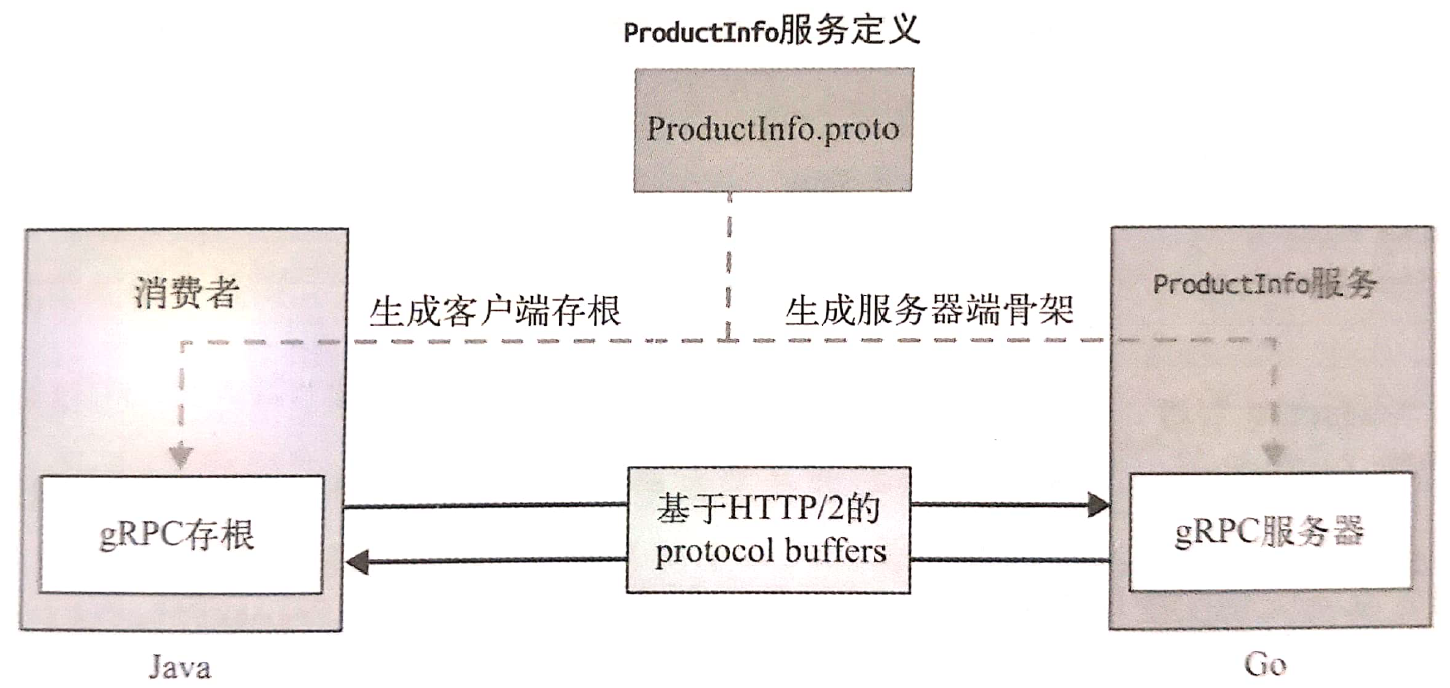 ProductInfo服务定义
ProductInfo.proto
消费者
ProductInfo服务
生成客户端存根
生成服务器端骨架
gRPC存根
基于HTTP/2的
protocol buffers
gRPC服务器
Java
Go